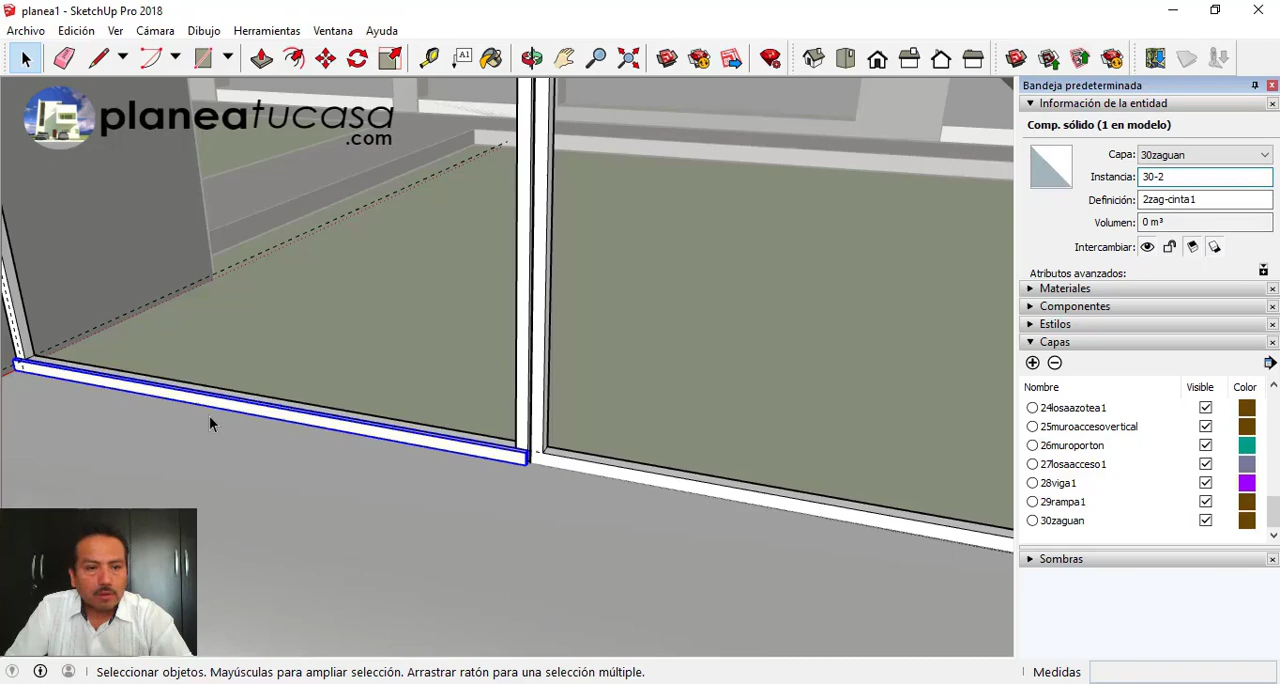 planea1 - SketchUp Pro 2018
Archivo Edición Ver Cámara Dibujo Herramientas Ventana Ayuda
A1
planeatucasa
.com
Bandeja predeterminada
Información de la entidad
Comp. sólido (1 en modelo)
Capa: 30zaguan
Instancia: 30-2
Definición: 2zag-cinta1
Volumen: 0 m³
Intercambiar:
Atributos avanzados:
Materiales
Componentes
Estilos
Capas
Nombre Visible Color
24losaazotea1
25muroaccesovertical
26muroporton
27losaacceso1
28viga1
29rampa1
30zaguan
Sombras
Seleccionar objetos. Mayúsculas para ampliar selección. Arrastrar ratón para una selección múltiple.
Medidas